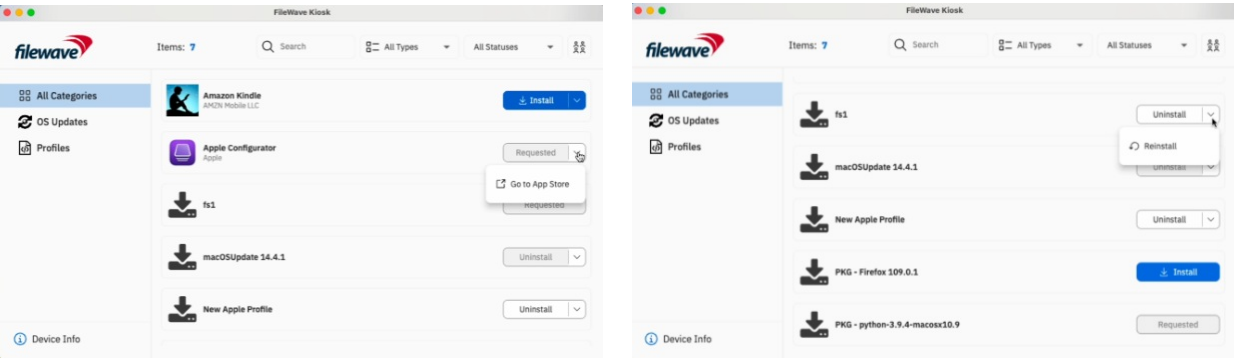 FileWave Kiosk
filewave
Items: 7
Search
All Types
All Statuses
All Categories
OS Updates
Profiles
Amazon Kindle
AMZN Mobile LLC
Install
Apple Configurator
Apple
Requested
Go to App Store
fs1
Requested
macOSUpdate 14.4.1
Uninstall
New Apple Profile
Uninstall
Device Info
FileWave Kiosk
filewave
Items: 7
Search
All Types
All Statuses
All Categories
OS Updates
Profiles
fs1
Uninstall
Reinstall
macOSUpdate 14.4.1
Uninstall
New Apple Profile
Uninstall
PKG - Firefox 109.0.1
Install
PKG - python-3.9.4-macosx10.9
Requested
Device Info